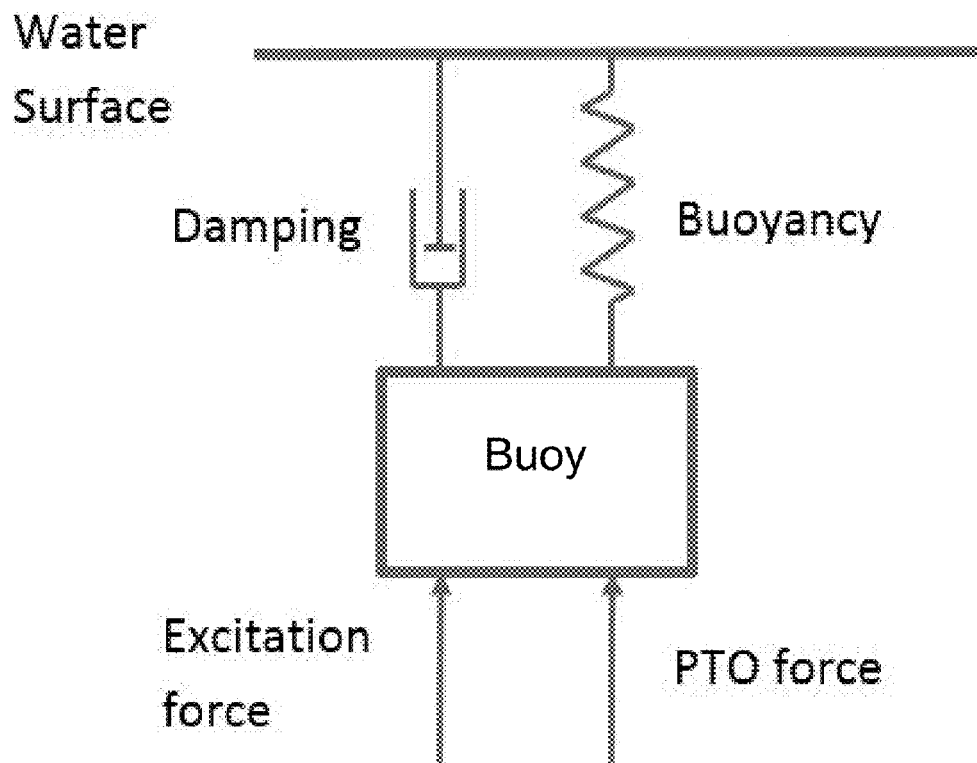 Water
Surface
Damping
Buoyancy
Buoy
Excitation
force
PTO force